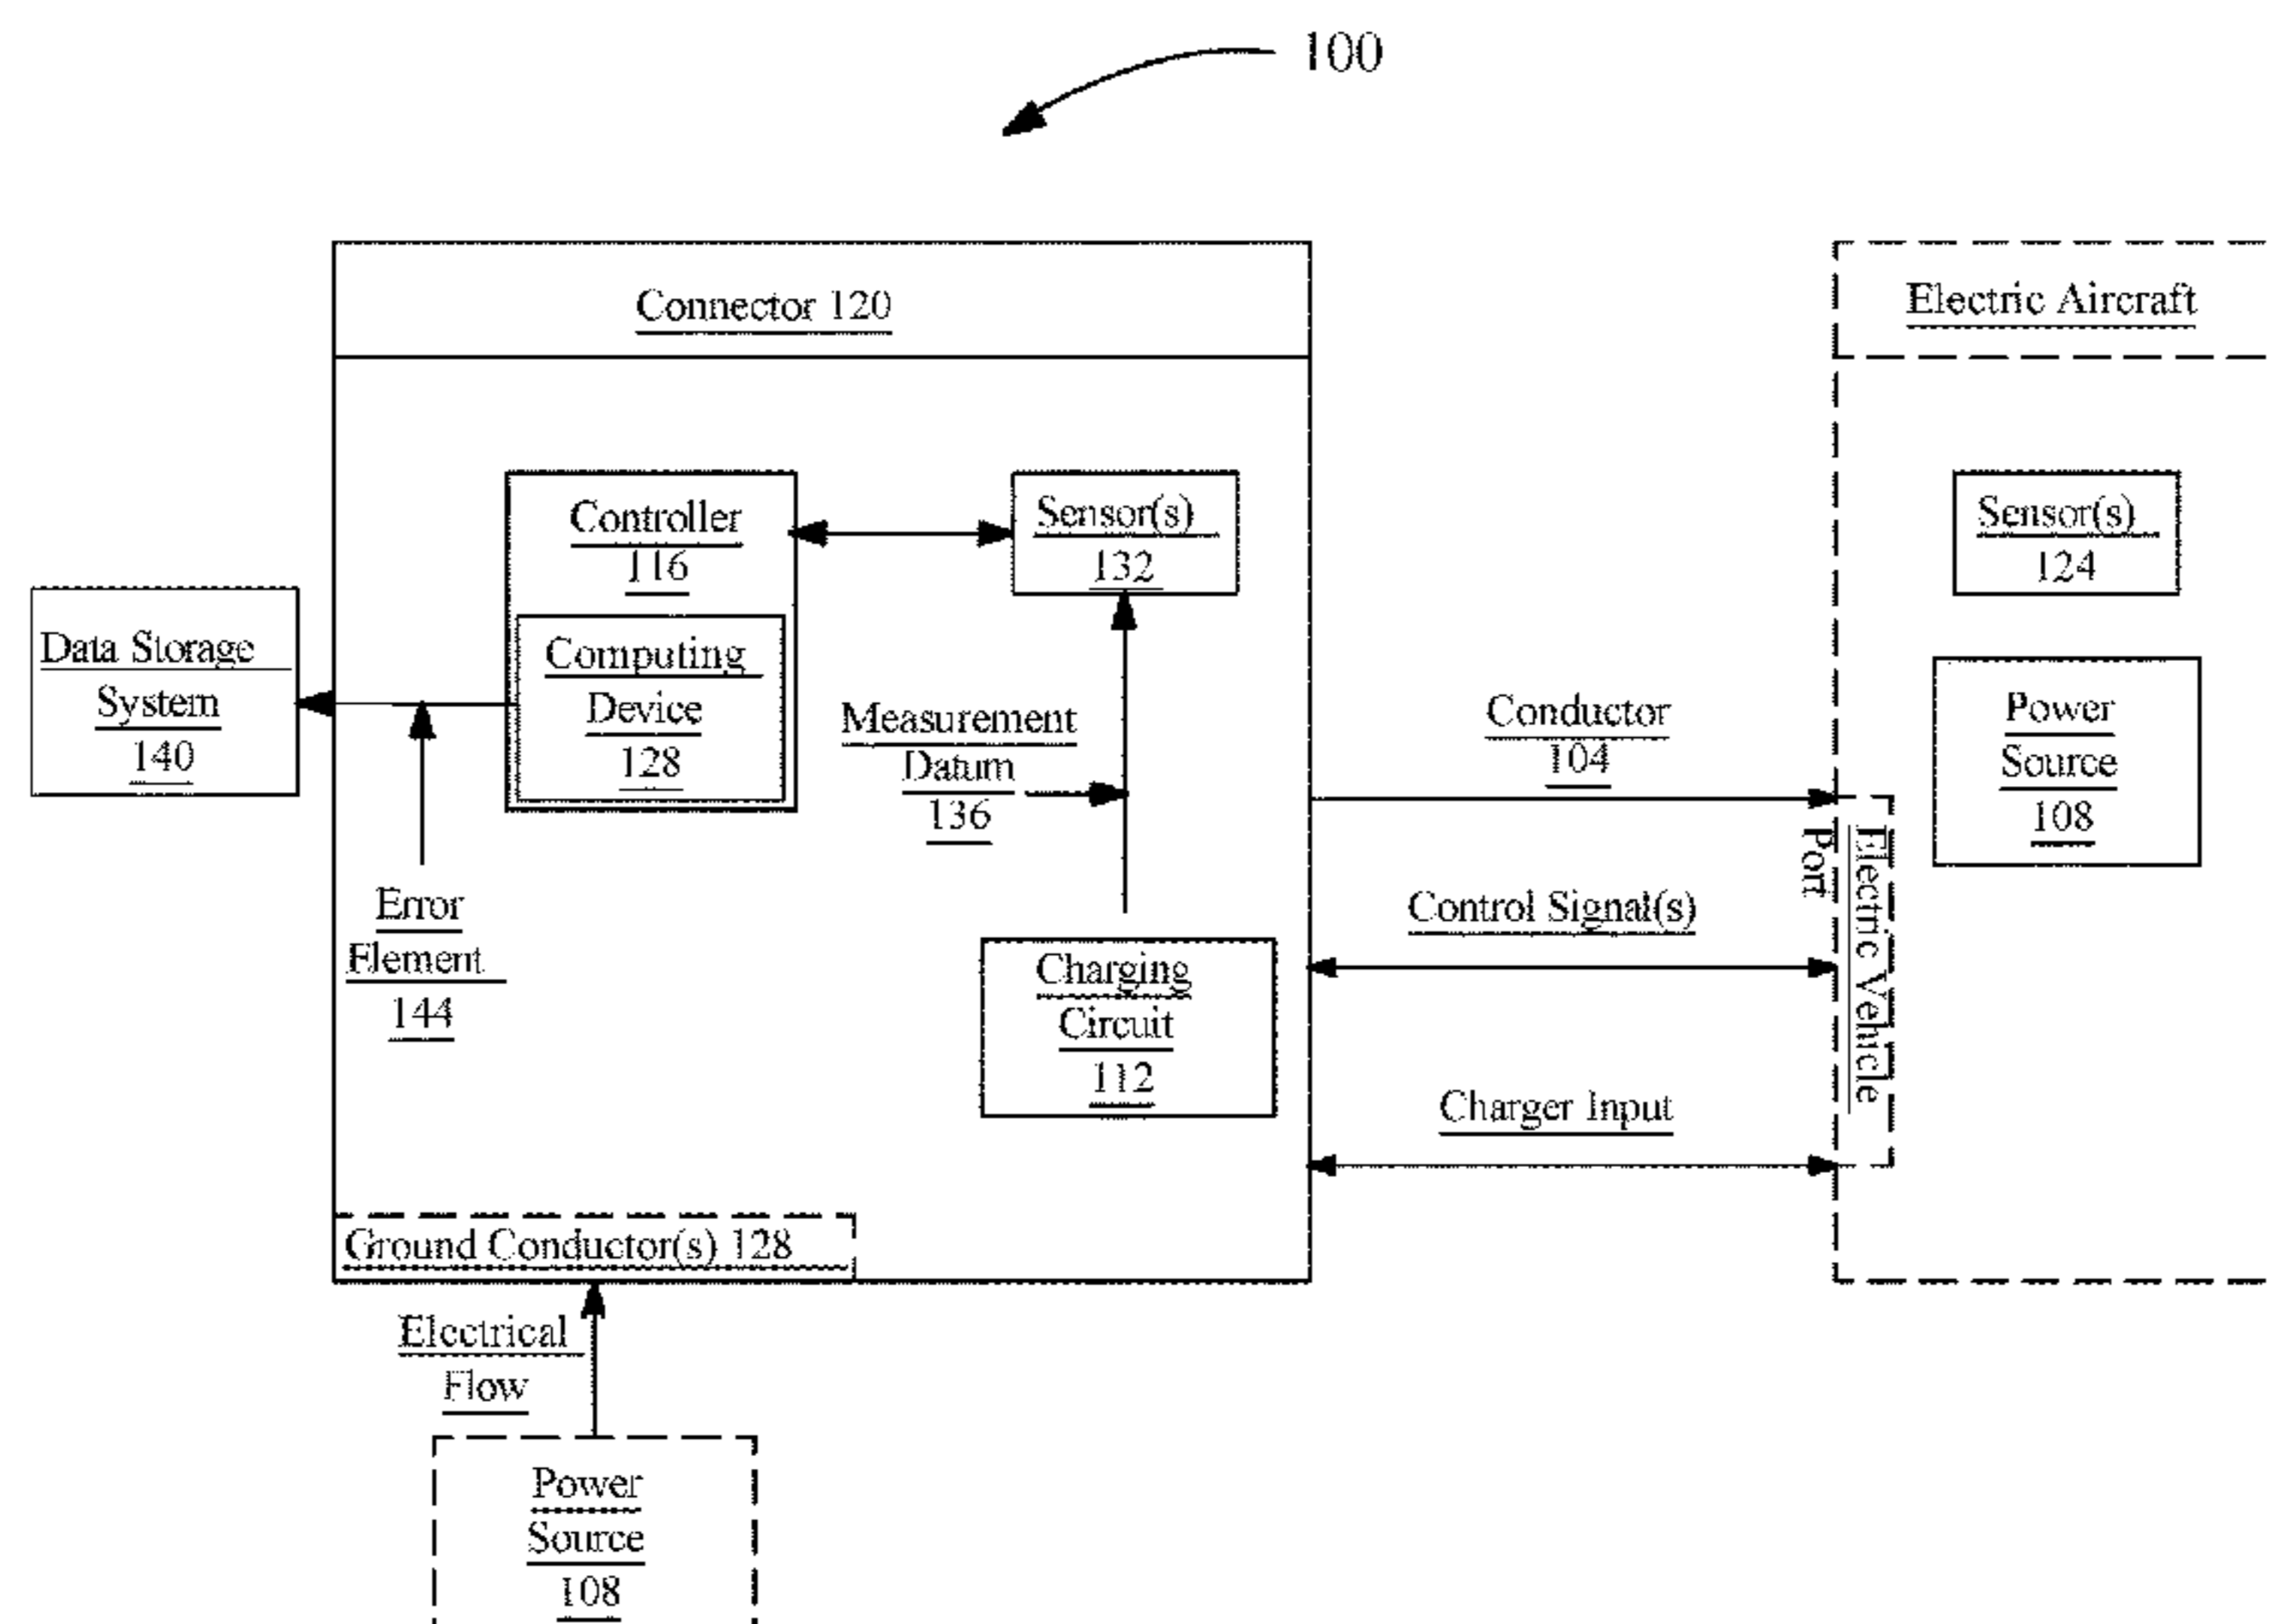 100
Connector 120
Electric Aircraft
Controller
116
Sensor(s)
132
Sensor(s)
124
Data Storage
System
140
Computing
Device
128
Measurement
Datum
136
Conductor
104
Power
Source
108
Electric Vehicle
Port
Error
Element
144
Control Signal(s)
Charging
Circuit
112
Charger Input
Ground Conductor(s) 128
Electrical
Flow
Power
Source
108